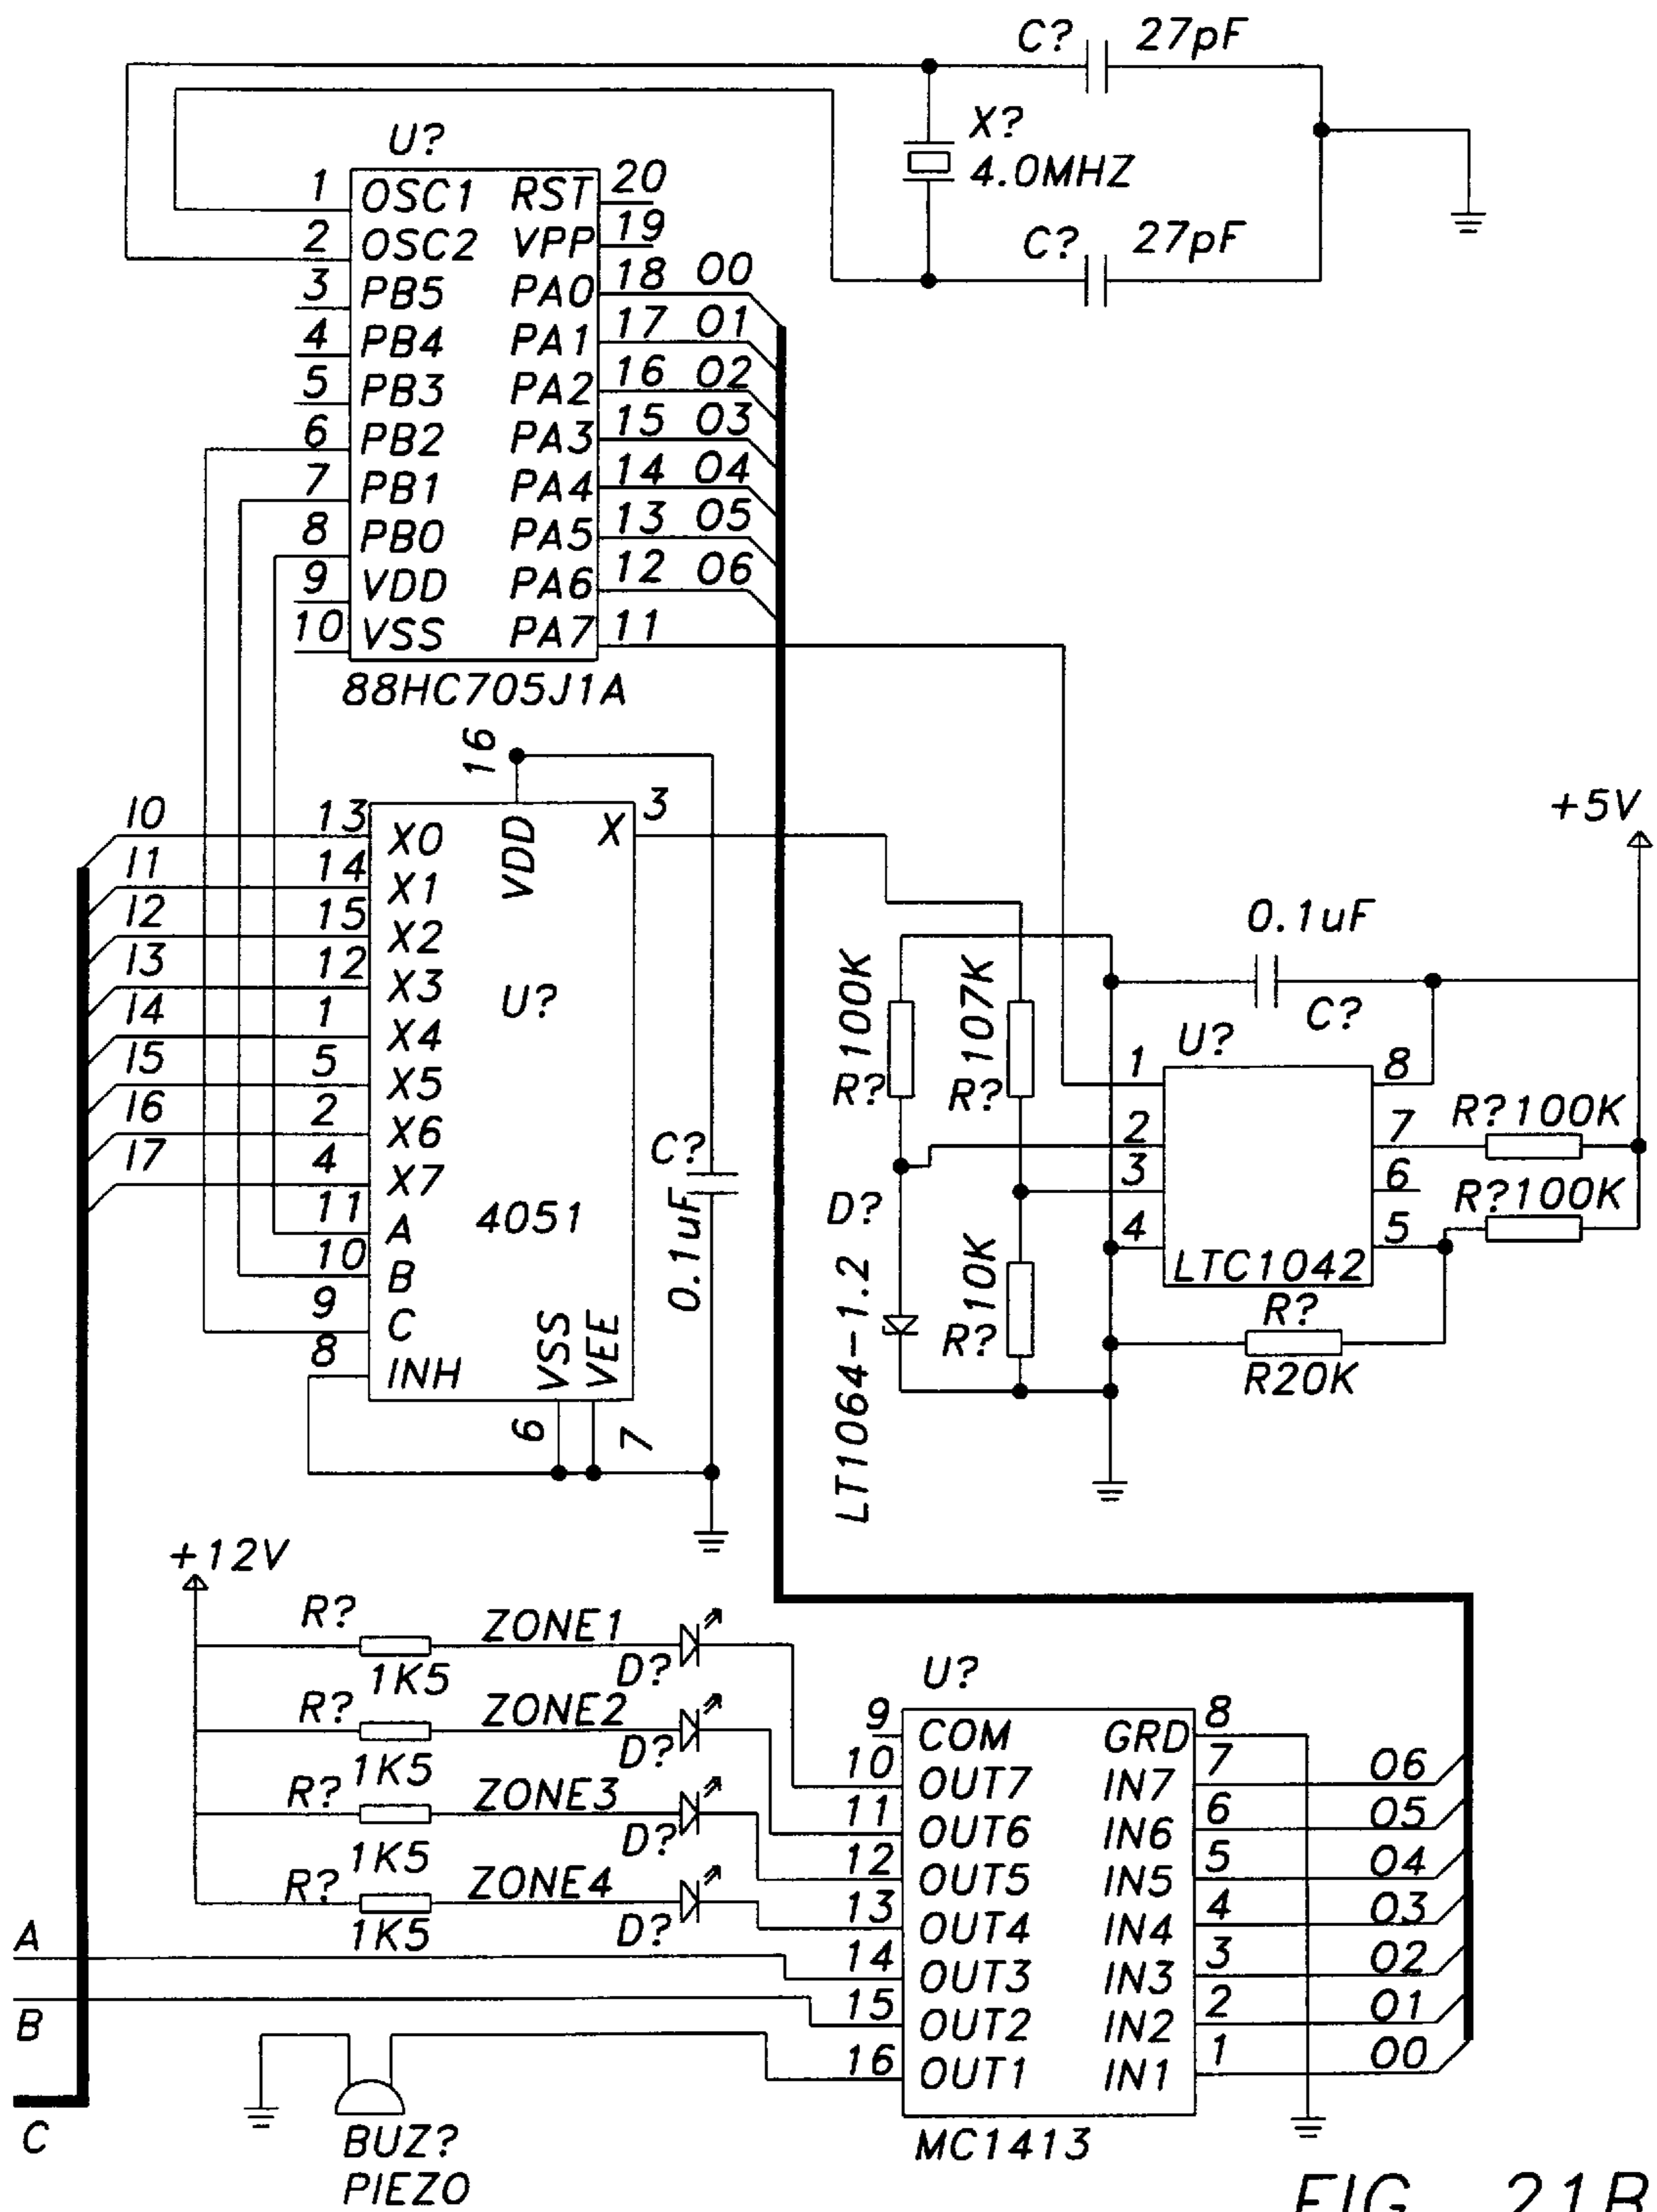 C? 27pF
X?
4.0MHZ
C? 27pF
U?
1 OSC1 RST 20
2 OSC2 VPP 19
3 PB5 PA0 18 O0
4 PB4 PA1 17 O1
5 PB3 PA2 16 O2
6 PB2 PA3 15 O3
7 PB1 PA4 14 O4
8 PB0 PA5 13 O5
9 VDD PA6 12 O6
10 VSS PA7 11
88HC705J1A
16
I0 13 X0 VDD X 3
I1 14 X1
I2 15 X2
I3 12 X3
I4 1 X4
I5 5 X5
I6 2 X6
I7 4 X7
11 A
10 B
9 C
8 INH
U?
4051
VSS VEE
6 7
C?
0.1uF
+5V
0.1uF
C?
R? 100K
R? 107K
D?
LT1064-1.2
R? 10K
U?
1 8
2 7 R? 100K
3 6
4 5 R? 100K
LTC1042
R?
R20K
+12V
R? ZONE1
1K5 D?
R? ZONE2
1K5 D?
R? ZONE3
1K5 D?
R? ZONE4
1K5 D?
U?
9 COM GRD 8
10 OUT7 IN7 7 O6
11 OUT6 IN6 6 O5
12 OUT5 IN5 5 O4
13 OUT4 IN4 4 O3
14 OUT3 IN3 3 O2
15 OUT2 IN2 2 O1
16 OUT1 IN1 1 O0
MC1413
A
B
C
BUZ?
PIEZO
FIG. 21B